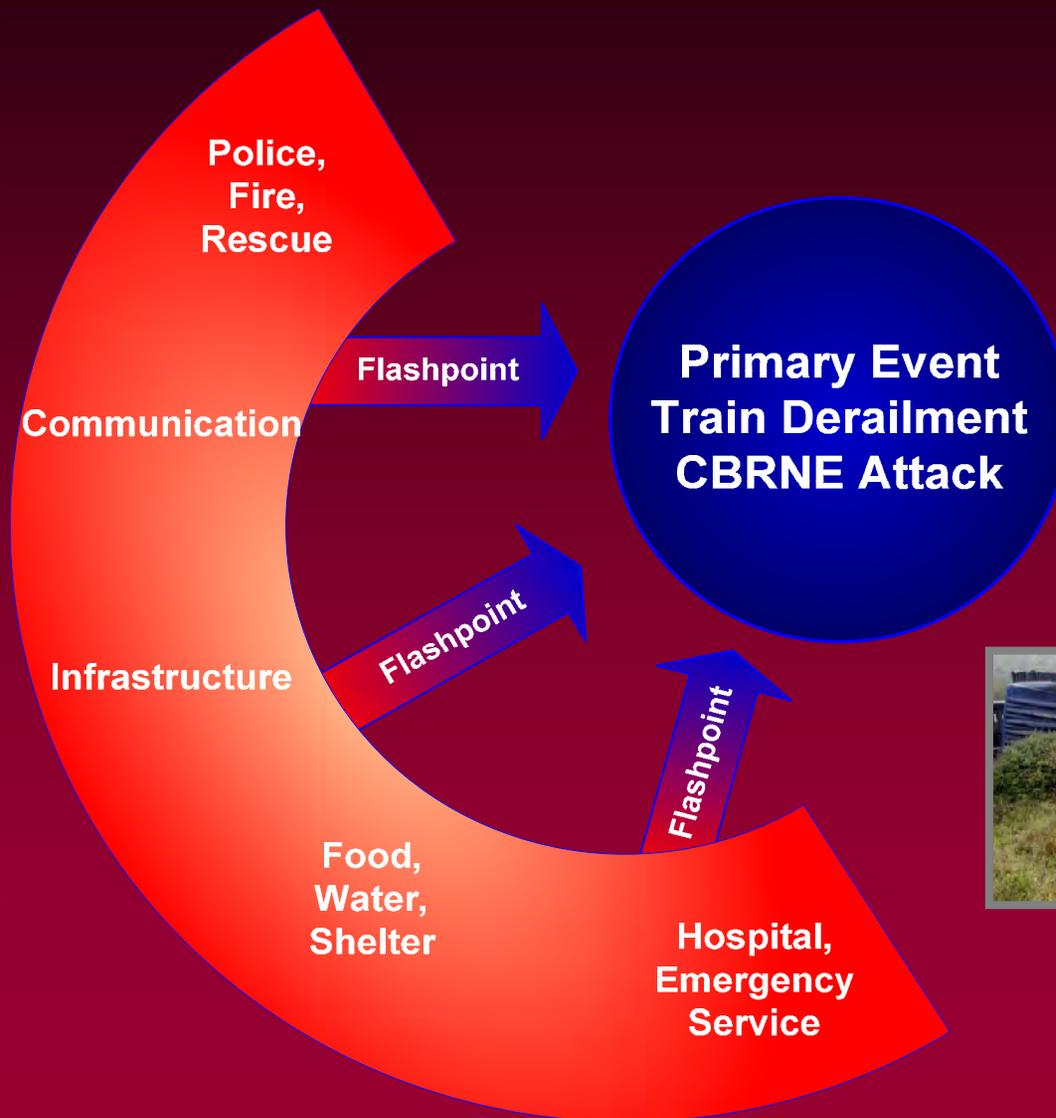 Police,
Fire,
Rescue
Flashpoint
Primary Event
Train Derailment
CBRNE Attack
Communication
Flashpoint
Infrastructure
Flashpoint
Food,
Water,
Shelter
Hospital,
Emergency
Service